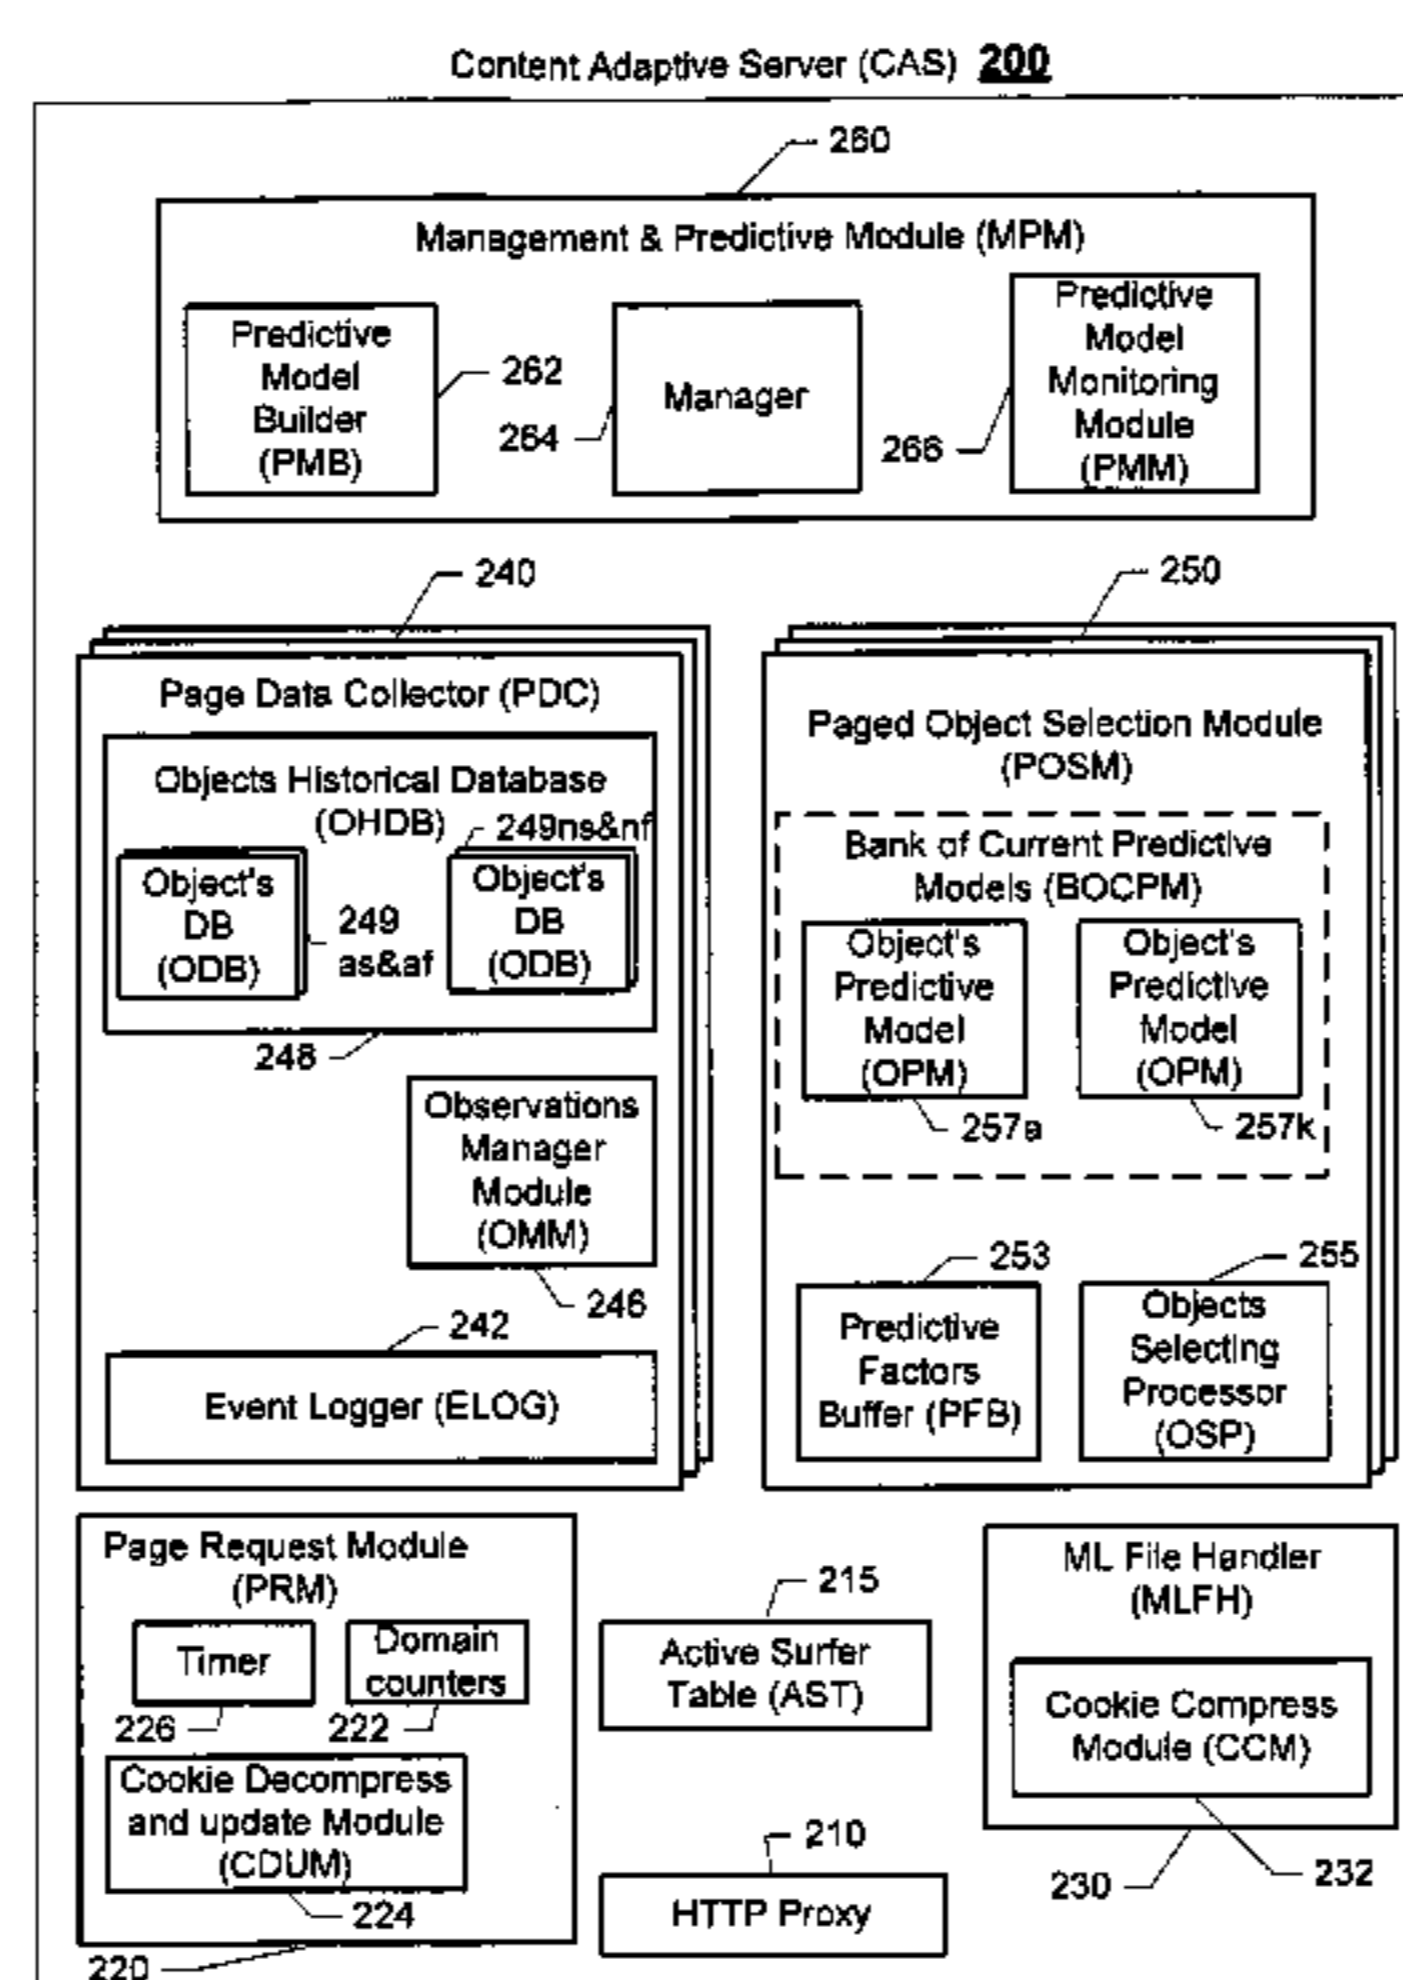 Content Adaptive Server (CAS) 200
260
Management & Predictive Module (MPM)
Predictive
Model
Builder
(PMB)
262
264
Manager
266
Predictive
Model
Monitoring
Module
(PMM)
240
Page Data Collector (PDC)
Objects Historical Database
(OHDB)
249ns&nf
Object's
DB
(ODB)
249
as&af
Object's
DB
(ODB)
248
Observations
Manager
Module
(OMM)
246
242
Event Logger (ELOG)
250
Paged Object Selection Module
(POSM)
Bank of Current Predictive
Models (BOCPM)
Object's
Predictive
Model
(OPM)
257a
Object's
Predictive
Model
(OPM)
257k
253
Predictive
Factors
Buffer (PFB)
255
Objects
Selecting
Processor
(OSP)
Page Request Module
(PRM)
Timer
226
Domain
counters
222
Cookie Decompress
and update Module
(CDUM)
224
220
215
Active Surfer
Table (AST)
210
HTTP Proxy
ML File Handler
(MLFH)
Cookie Compress
Module (CCM)
230
232